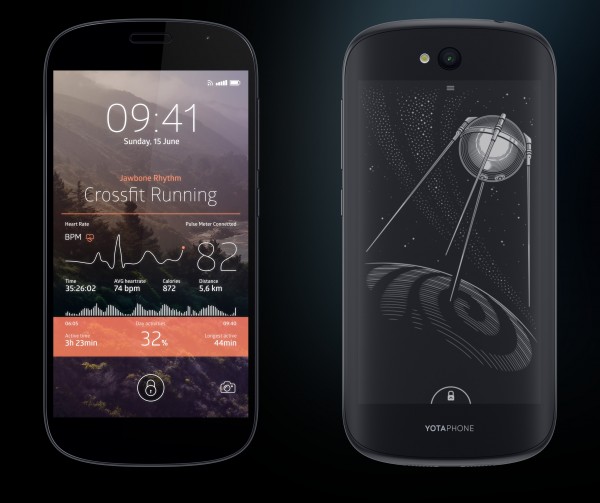 09:41
Sunday, 15 June
Jawbone Rhythm
Crossfit Running
Heart Rate Pulse Meter Connected
BPM 82
Time AVG heartrate Calories Distance
35:26:02 74 bpm 872 5,6 km
06:05 Day activities 09:40
Active time 32% Longest active
3h 23min 44min
YOTAPHONE